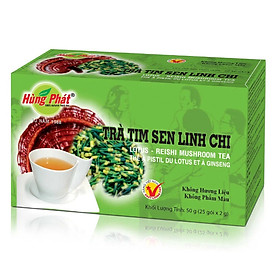 Hùng Phát
TRÀ TIM SEN LINH CHI
LOTUS - REISHI MUSHROOM TEA
THÉ À PISTIL DU LOTUS ET À GINSENG
Không Hương Liệu
Không Phẩm Màu
Khối Lượng Tịnh: 50 g (25 gói x 2 g)